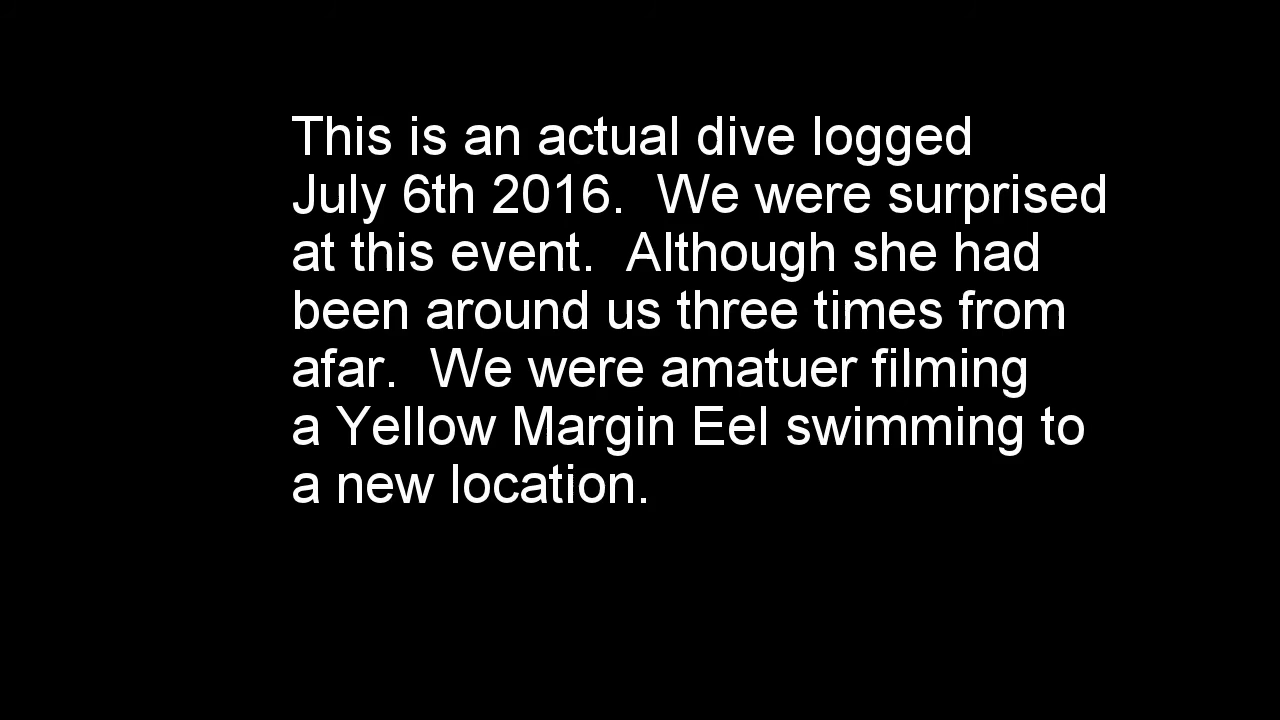 This is an actual dive logged
July 6th 2016.  We were surprised
at this event.  Although she had
been around us three times from
afar.  We were amatuer filming
a Yellow Margin Eel swimming to
a new location.